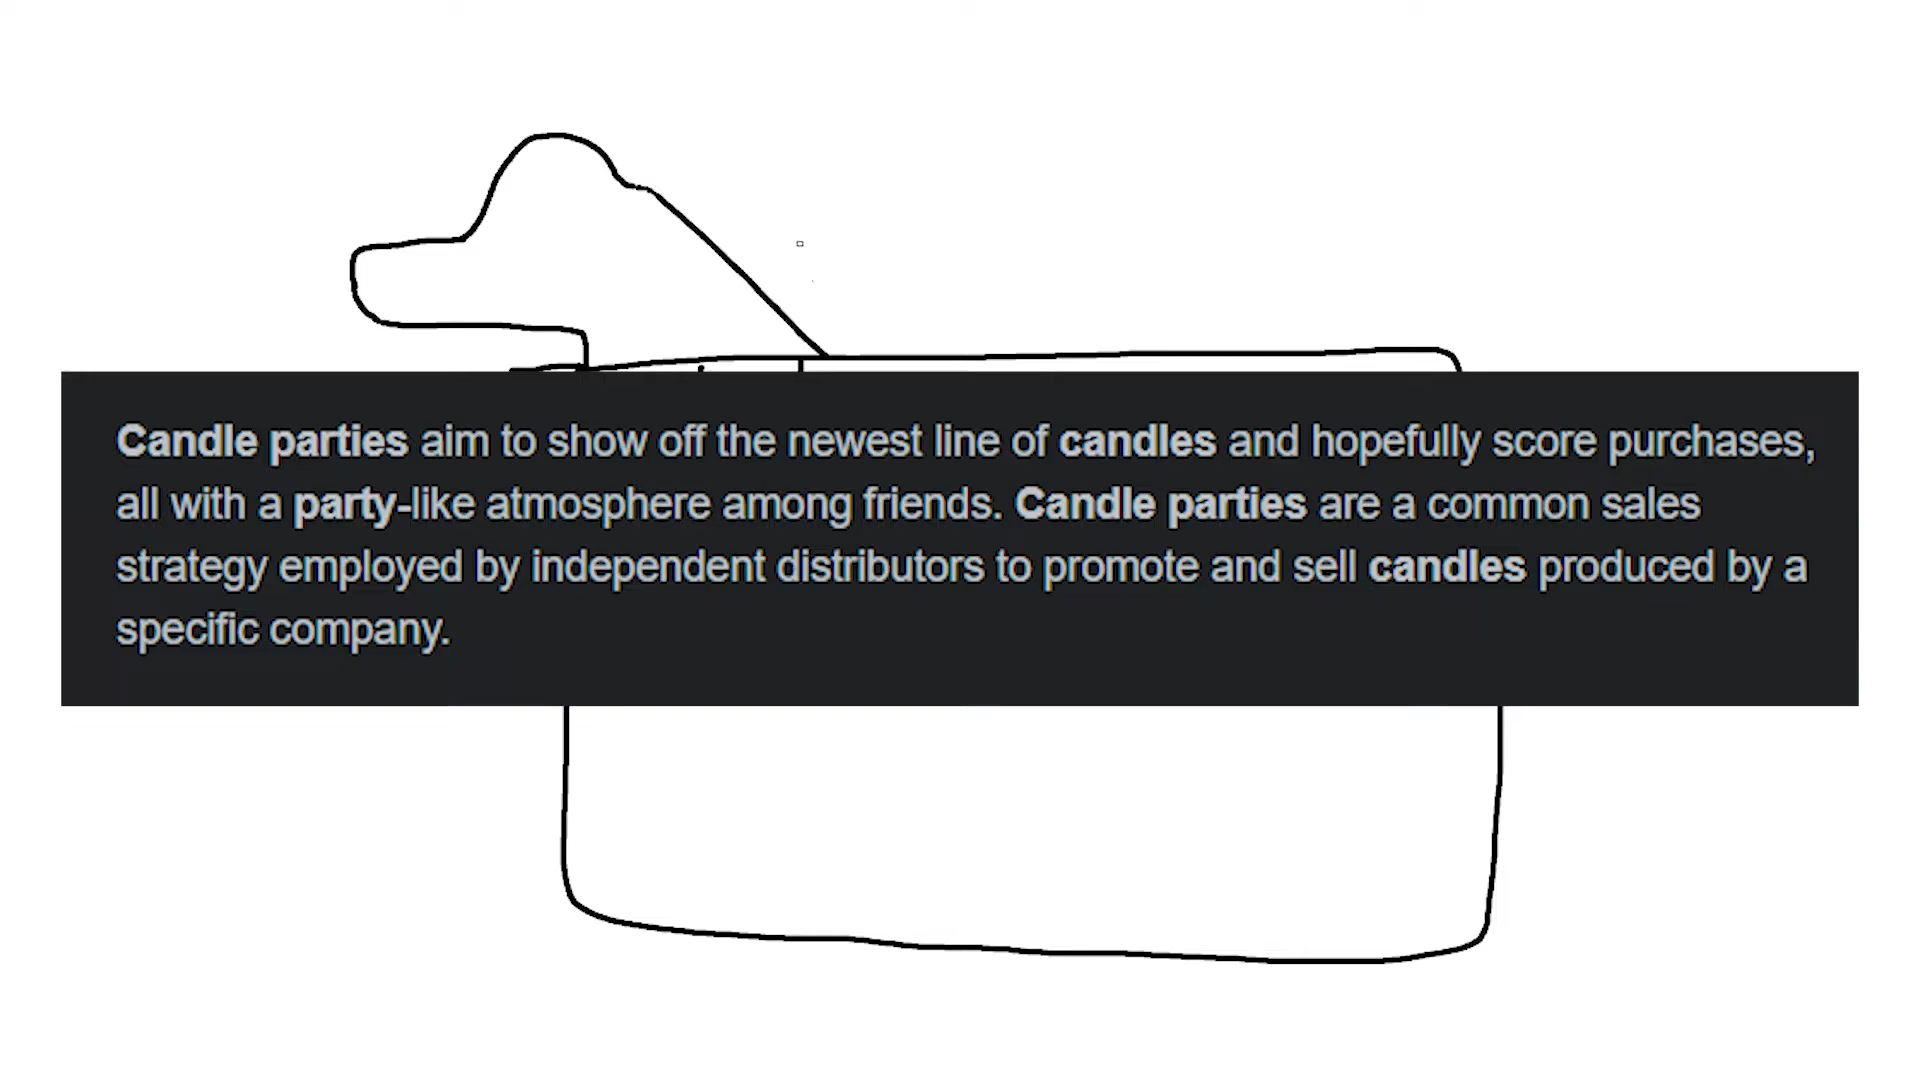 Candle parties aim to show off the newest line of candles and hopefully score purchases,
all with a party-like atmosphere among friends. Candle parties are a common sales
strategy employed by independent distributors to promote and sell candles produced by a
specific company.